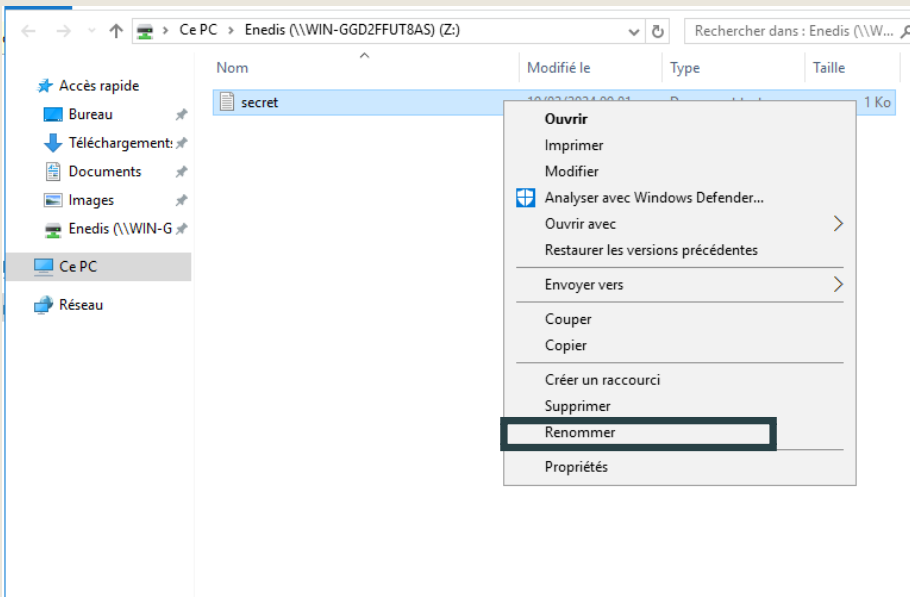 Ce PC > Enedis (\\WIN-GGD2FFUT8AS) (Z:)
Rechercher dans : Enedis (\\W...
Nom
Modifié le
Type
Taille
Accès rapide
Bureau
Téléchargement
Documents
Images
Enedis (\\WIN-G
Ce PC
Réseau
secret
1 Ko
Ouvrir
Imprimer
Modifier
Analyser avec Windows Defender...
Ouvrir avec
Restaurer les versions précédentes
Envoyer vers
Couper
Copier
Créer un raccourci
Supprimer
Renommer
Propriétés